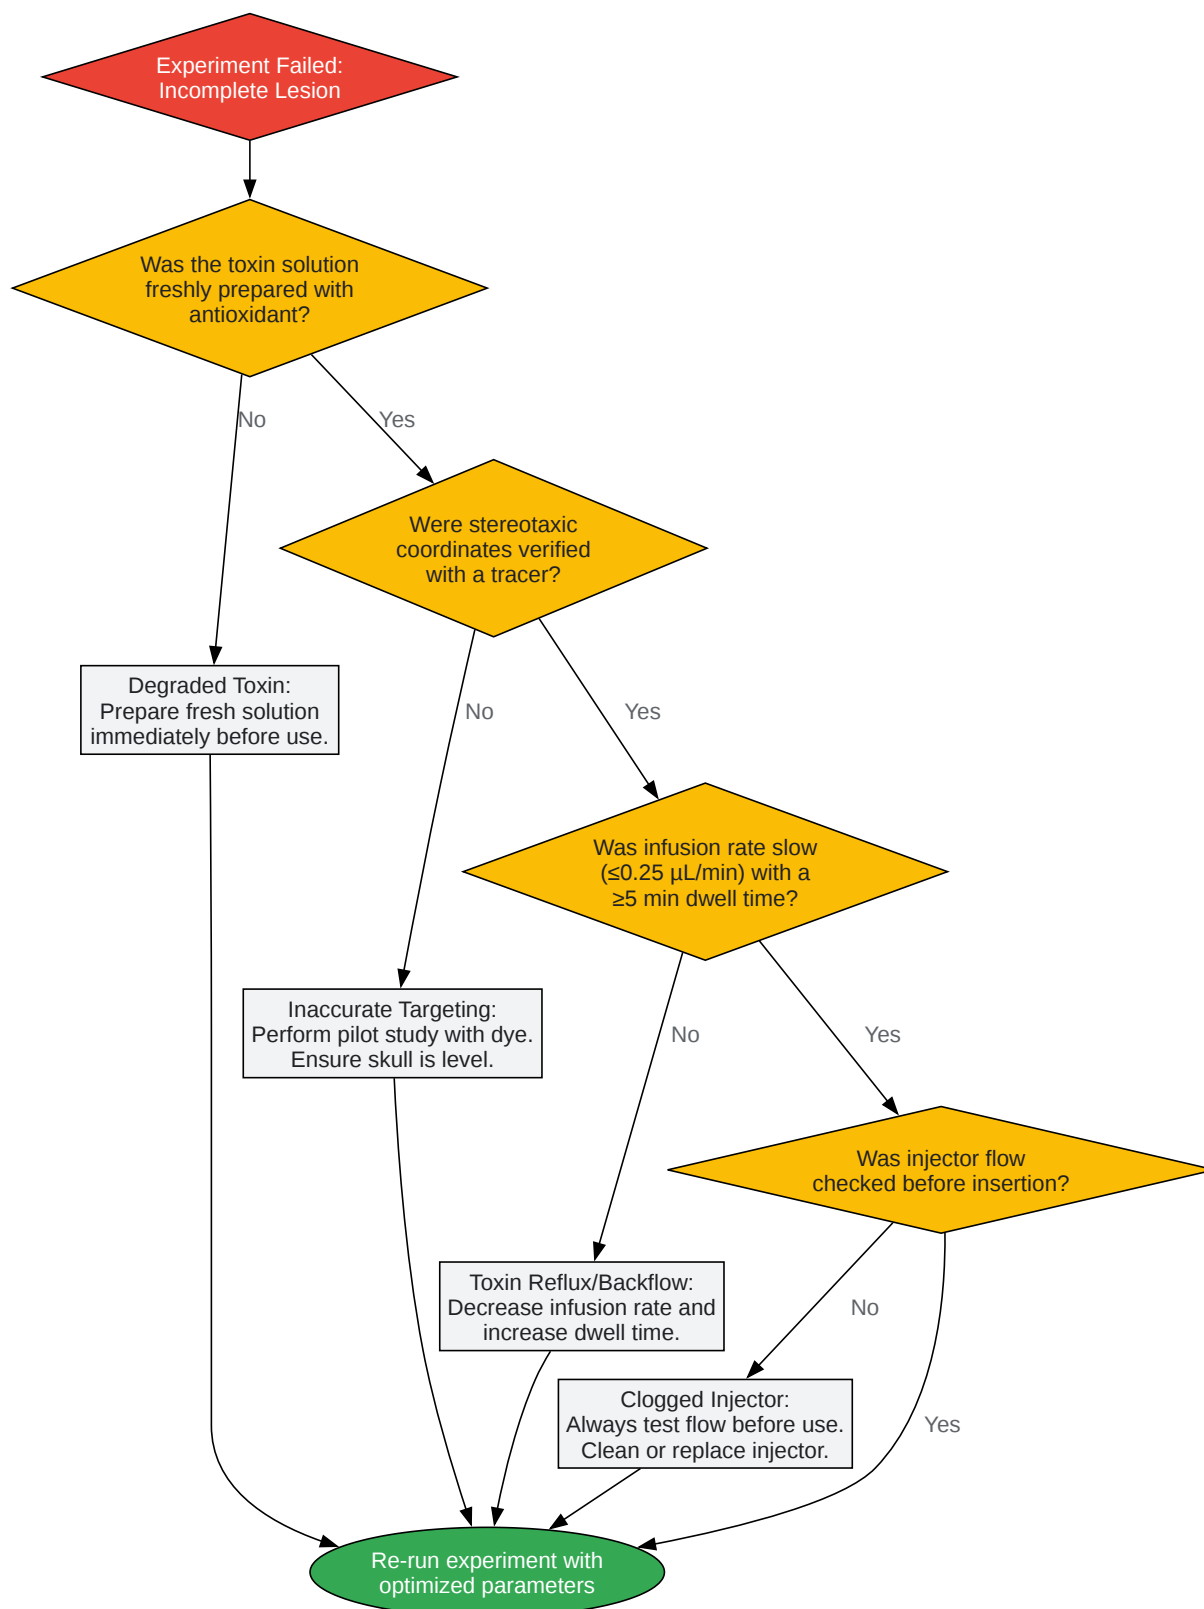 Experiment Failed:
Incomplete Lesion
Was the toxin solution
freshly prepared with
antioxidant?
No
Yes
Were stereotaxic
coordinates verified
with a tracer?
Degraded Toxin:
Prepare fresh solution
immediately before use.
No
Yes
Was infusion rate slow
(≤0.25 µL/min) with a
≥5 min dwell time?
Inaccurate Targeting:
Perform pilot study with dye.
Ensure skull is level.
No
Yes
Was injector flow
checked before insertion?
Toxin Reflux/Backflow:
Decrease infusion rate and
increase dwell time.
No
Clogged Injector:
Always test flow before use.
Clean or replace injector.
Yes
Re-run experiment with
optimized parameters